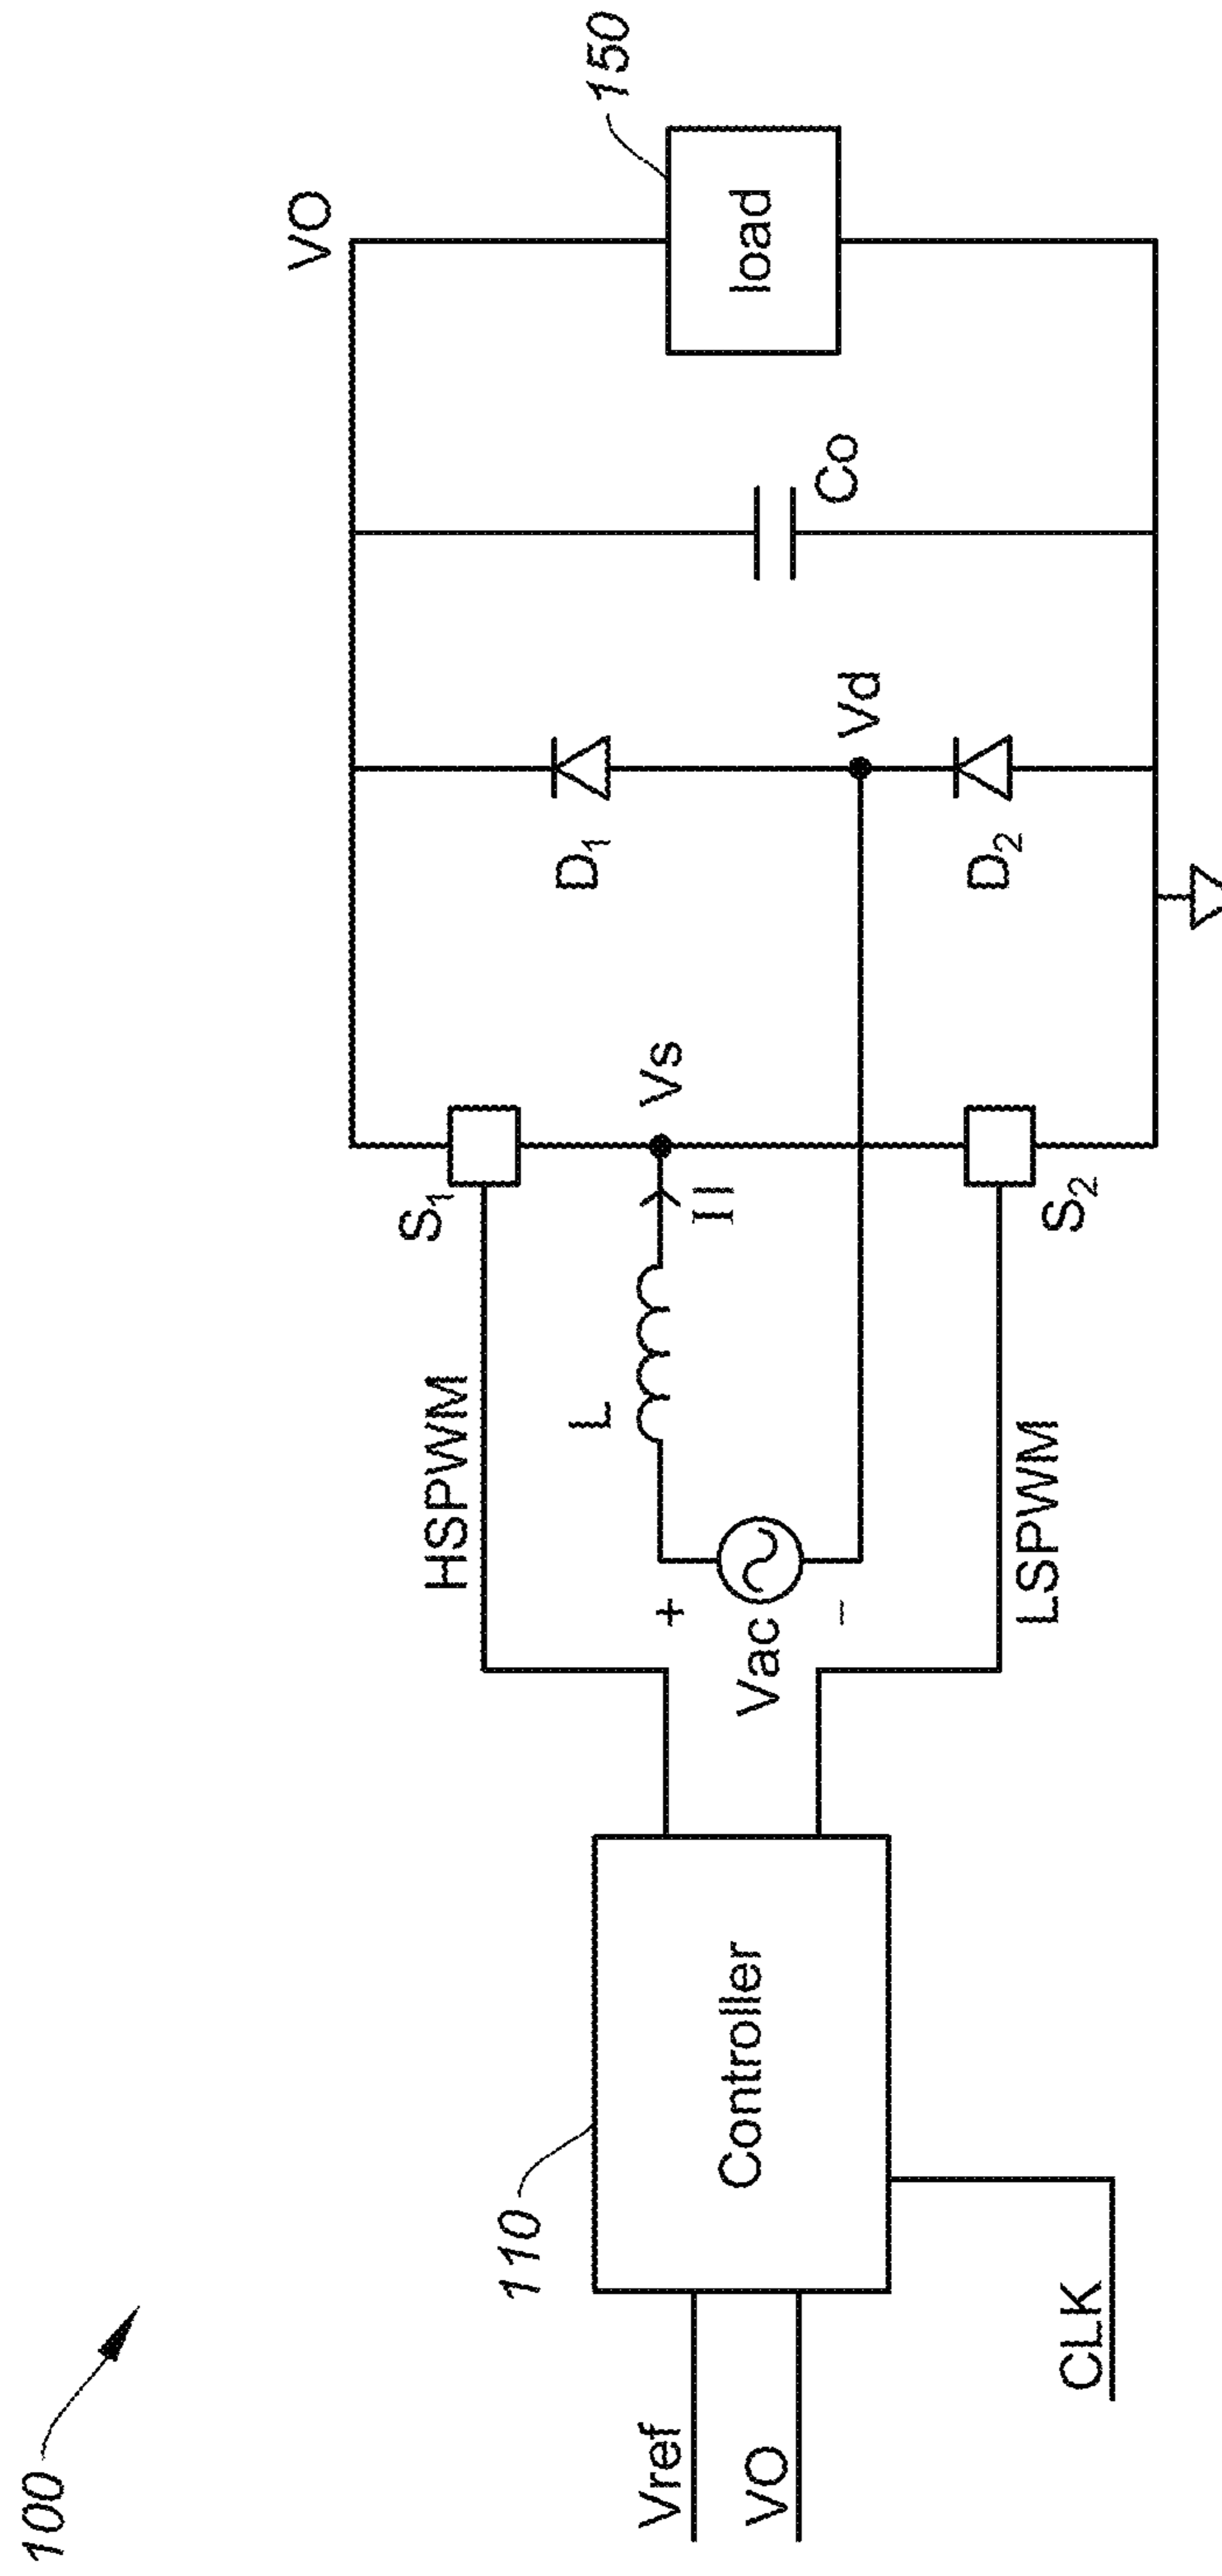 100
Vref
VO
CLK
110
Controller
HSPWM
LSPWM
Vac
+
−
L
Il
Vs
S1
S2
D1
D2
Vd
Co
VO
load
150